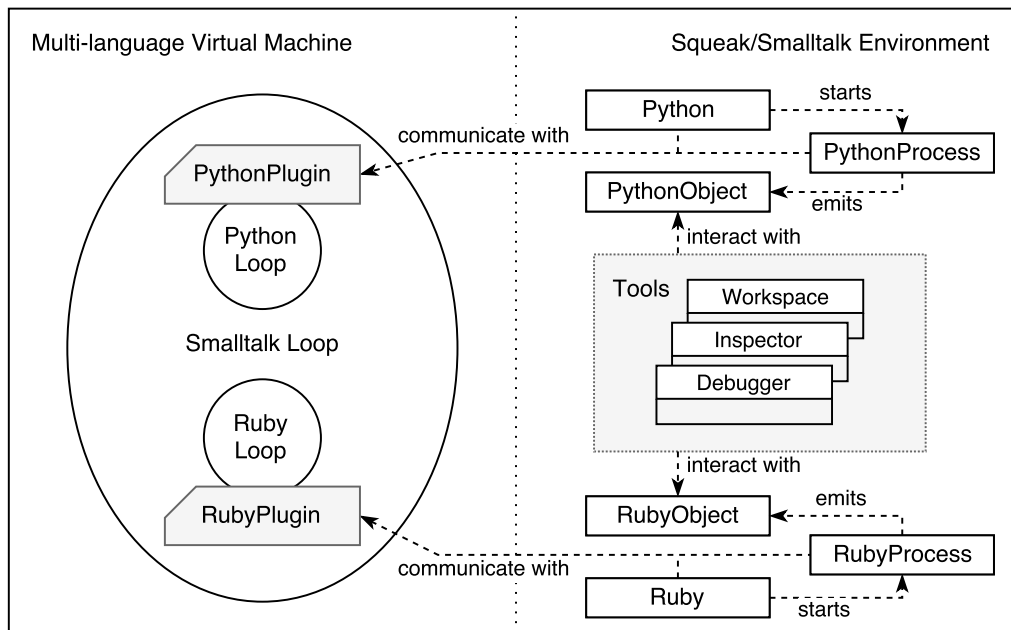 Multi-language Virtual Machine
Squeak/Smalltalk Environment
Python
starts
communicate with
PythonProcess
PythonPlugin
PythonObject
emits
Python
Loop
interact with
Tools
Workspace
Inspector
Debugger
Smalltalk Loop
Ruby
Loop
interact with
RubyPlugin
RubyObject
emits
RubyProcess
communicate with
Ruby
starts